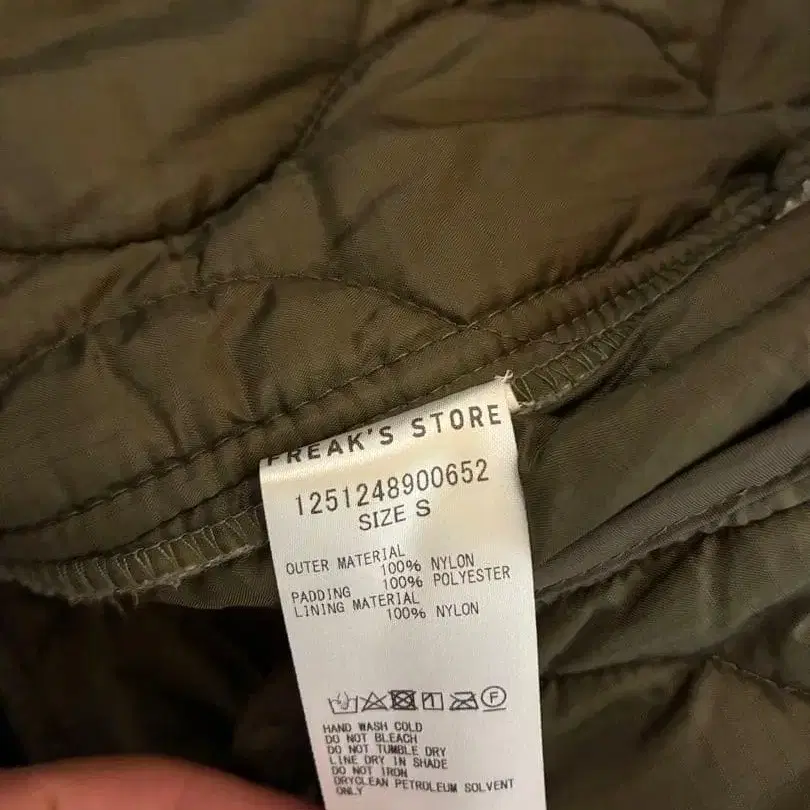 FREAK'S STORE
1251248900652
SIZE S
OUTER MATERIAL
100% NYLON
PADDING 100% POLYESTER
LINING MATERIAL
100% NYLON
F
HAND WASH COLD
DO NOT BLEACH
DO NOT TUMBLE DRY
LINE DRY IN SHADE
DO NOT IRON
DRYCLEAN PETROLEUM SOLVENT
ONLY